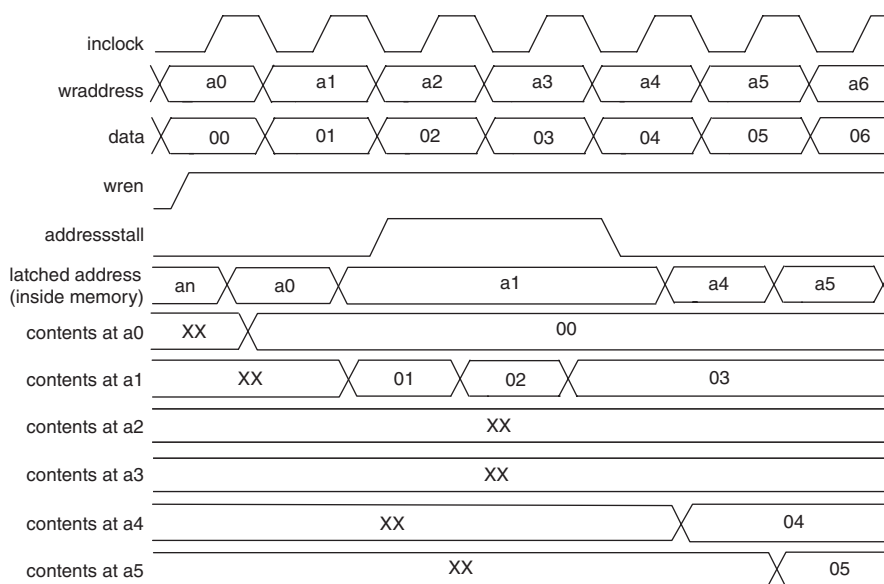 inclock
wraddress a0 a1 a2 a3 a4 a5 a6
data 00 01 02 03 04 05 06
wren
addressstall
latched address
(inside memory) an a0 a1 a4 a5
contents at a0 XX 00
contents at a1 XX 01 02 03
contents at a2 XX
contents at a3 XX
contents at a4 XX 04
contents at a5 XX 05